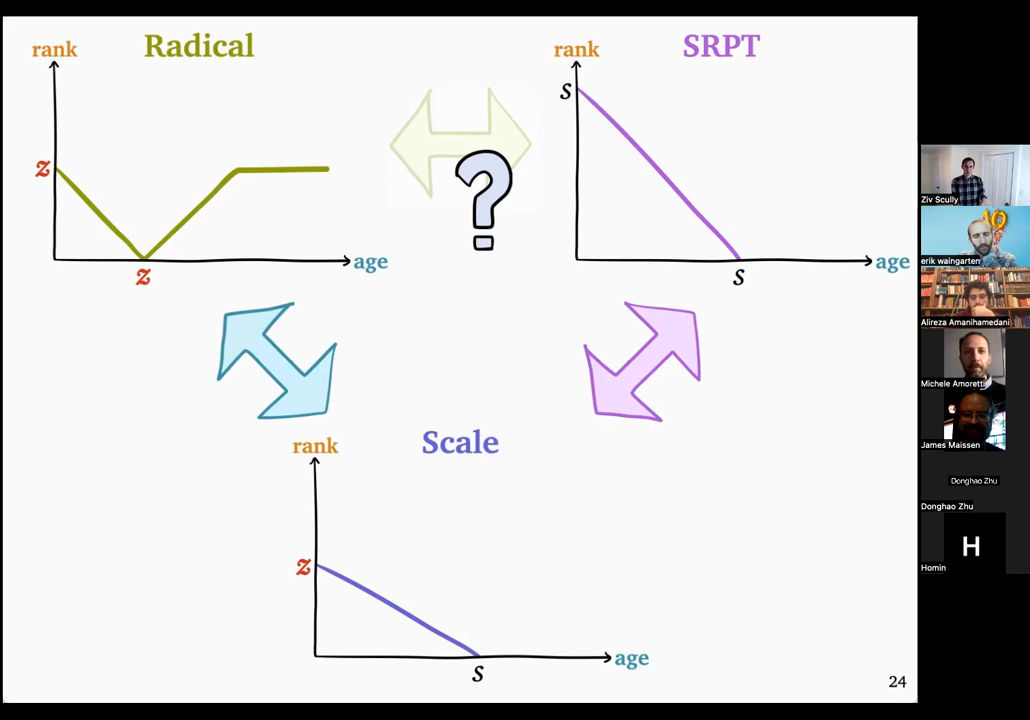 Radical
rank
z
z
age
?
SRPT
rank
s
s
age
Scale
rank
z
s
age
24
Ziv Scully
erik waingarten
Alireza Amanihamedani
Michele Amoretti
James Maissen
Donghao Zhu
Donghao Zhu
H
Homin